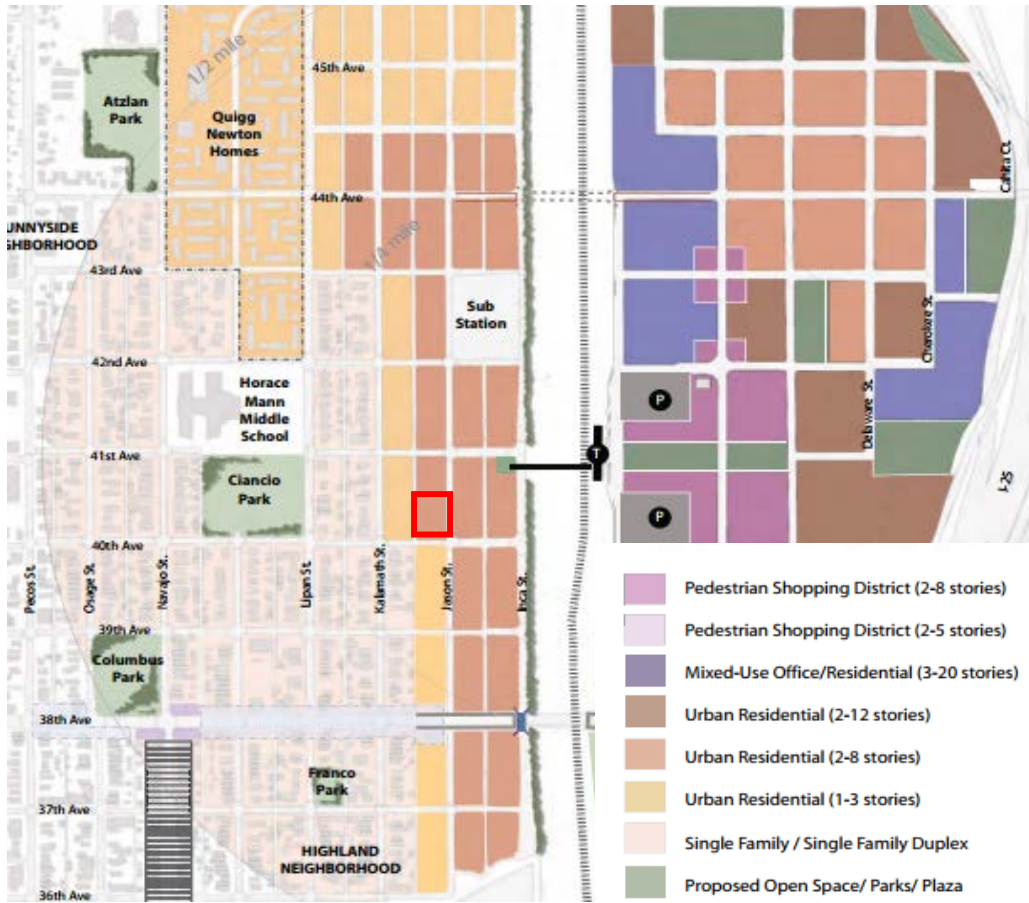 1/2 mile
45th Ave
Atzlan
Park
Quigg
Newton
Homes
Cahita Ct.
44th Ave
UNNYSIDE
GHBORHOOD
1/4 mile
43rd Ave
Sub
Station
Cherokee St.
42nd Ave
Horace
Mann
Middle
School
P
Delaware St.
41st Ave
T
Ciancio
Park
I-25
P
40th Ave
Pecos St.
Osage St.
Navajo St.
Lipan St.
Kalamath St.
Jason St.
Inca St.
39th Ave
Columbus
Park
38th Ave
Franco
Park
37th Ave
HIGHLAND
NEIGHBORHOOD
36th Ave
Pedestrian Shopping District (2-8 stories)
Pedestrian Shopping District (2-5 stories)
Mixed-Use Office/Residential (3-20 stories)
Urban Residential (2-12 stories)
Urban Residential (2-8 stories)
Urban Residential (1-3 stories)
Single Family / Single Family Duplex
Proposed Open Space/ Parks/ Plaza